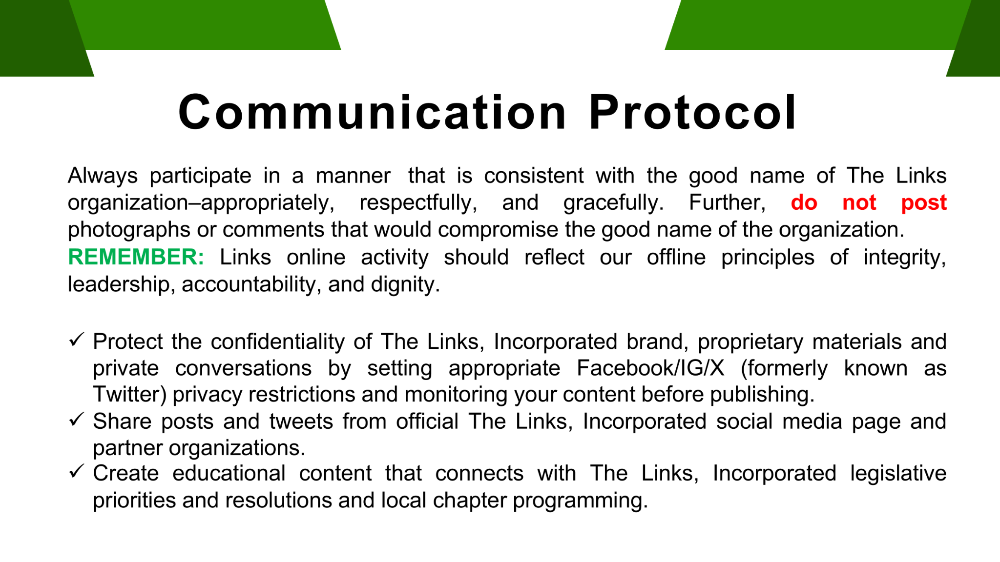 Communication Protocol
Always participate in a manner that is consistent with the good name of The Links
organization–appropriately, respectfully, and gracefully. Further, do not post
photographs or comments that would compromise the good name of the organization.
REMEMBER: Links online activity should reflect our offline principles of integrity,
leadership, accountability, and dignity.
✓ Protect the confidentiality of The Links, Incorporated brand, proprietary materials and
private conversations by setting appropriate Facebook/IG/X (formerly known as
Twitter) privacy restrictions and monitoring your content before publishing.
✓ Share posts and tweets from official The Links, Incorporated social media page and
partner organizations.
✓ Create educational content that connects with The Links, Incorporated legislative
priorities and resolutions and local chapter programming.